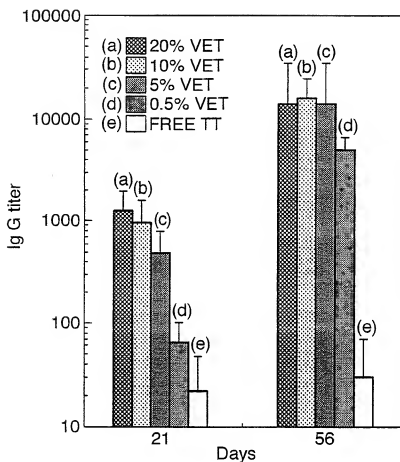 100000
10000
1000
100
10
Ig G titer
(a) 20% VET
(b) 10% VET
(c) 5% VET
(d) 0.5% VET
(e) FREE TT
(a)
(b)
(c)
(d)
(e)
(a)
(b)
(c)
(d)
(e)
21
56
Days